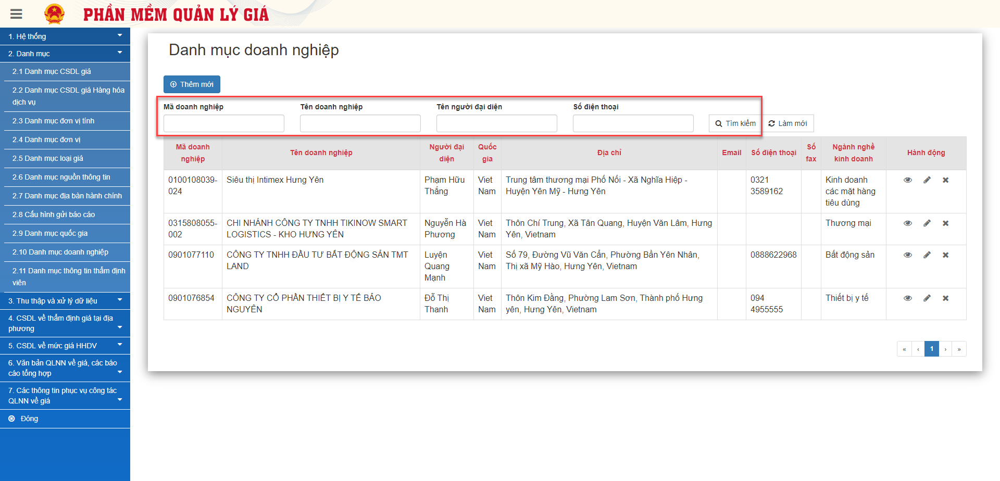 PHẦN MỀM QUẢN LÝ GIÁ
1. Hệ thống
2. Danh mục
2.1 Danh mục CSDL giá
2.2 Danh mục CSDL giá Hàng hóa
dịch vụ
2.3 Danh mục đơn vị tính
2.4 Danh mục đơn vị
2.5 Danh mục loại giá
2.6 Danh mục nguồn thông tin
2.7 Danh mục địa bàn hành chính
2.8 Cấu hình gửi báo cáo
2.9 Danh mục quốc gia
2.10 Danh mục doanh nghiệp
2.11 Danh mục thông tin thẩm định
viên
3. Thu thập và xử lý dữ liệu
4. CSDL về thẩm định giá tại địa
phương
5. CSDL về mức giá HHDV
6. Văn bản QLNN về giá, các báo
cáo tổng hợp
7. Các thông tin phục vụ công tác
QLNN về giá
Đóng
Danh mục doanh nghiệp
Thêm mới
Mã doanh nghiệp Tên doanh nghiệp Tên người đại diện Số điện thoại
Tìm kiếm Làm mới
Mã doanh nghiệp Tên doanh nghiệp Người đại diện Quốc gia Địa chỉ Email Số điện thoại Số fax Ngành nghề kinh doanh Hành động
0100108039- Siêu thị Intimex Hưng Yên Phạm Hữu Viet Trung tâm thương mại Phố Nối - Xã Nghĩa Hiệp - 0321 Kinh doanh
024 Thắng Nam Huyện Yên Mỹ - Hưng Yên 3589162 các mặt hàng
tiêu dùng
0315808055- CHI NHÁNH CÔNG TY TNHH TIKINOW SMART Nguyễn Hà Viet Thôn Chí Trung, Xã Tân Quang, Huyện Văn Lâm, Hưng Thương mại
002 LOGISTICS - KHO HƯNG YÊN Phương Nam Yên, Vietnam
0901077110 CÔNG TY TNHH ĐẦU TƯ BẤT ĐỘNG SẢN TMT Luyện Viet Số 79, Đường Vũ Văn Cẩn, Phường Bần Yên Nhân, 0888622968 Bất động sản
LAND Quang Nam Thị xã Mỹ Hào, Hưng Yên, Vietnam
Mạnh
0901076854 CÔNG TY CỔ PHẦN THIẾT BỊ Y TẾ BẢO Đỗ Thị Viet Thôn Kim Đằng, Phường Lam Sơn, Thành phố Hưng 094 Thiết bị y tế
NGUYÊN Thanh Nam yên, Hưng Yên, Vietnam 4955555
« ‹ 1 › »